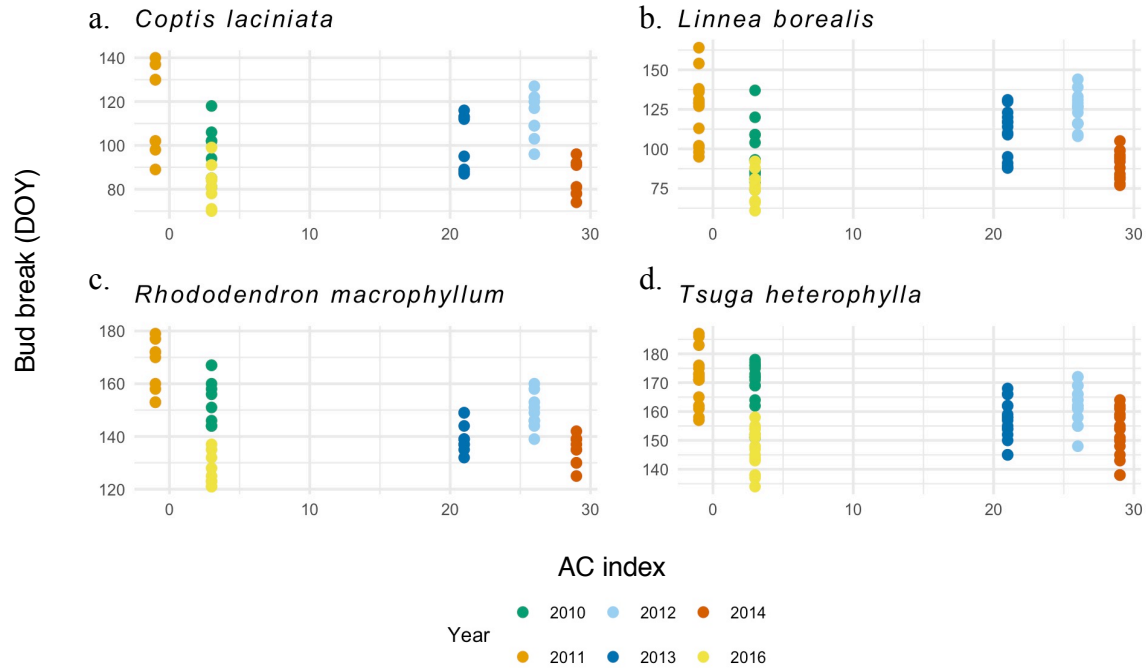 a. Coptis laciniata
b. Linnea borealis
140
120
100
80
0 10 20 30
150
125
100
75
0 10 20 30
Bud break (DOY)
c. Rhododendron macrophyllum
d. Tsuga heterophylla
180
160
140
120
0 10 20 30
180
170
160
150
140
0 10 20 30
AC index
Year
2010 2012 2014
2011 2013 2016